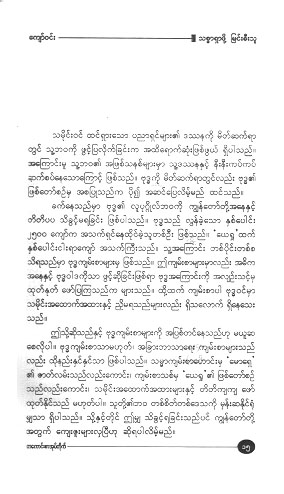 ကျော်ဝင်း သစ္စာရှာ၍ မြင်းစီးသူ
သမိုင်းဝင် ထင်ရှားသော ပညာရှင်များ၏ ဒဿနကို မိတ်ဆက်ရာ
တွင် သူ့ဘဝကို ဖွင့်ပြလိုက်ခြင်းက အထိရောက်ဆုံးဖြစ်ဖွယ် ရှိပါသည်။
အကြောင်းမူ သူ့ဘဝ၏ အဖြစ်သနစ်များမှာ သူ့ဒဿနနှင့် နီးနီးကပ်ကပ်
ဆက်စပ်နေသောကြောင့် ဖြစ်သည်။ ဗုဒ္ဓကို မိတ်ဆက်ရာတွင်လည်း ဗုဒ္ဓ၏
ဖြစ်တော်စဉ်မှ အစပြုသည်က ပို၍ အဆင်ပြေလိမ့်မည် ထင်သည်။
ခက်နေသည်မှာ ဗုဒ္ဓ၏ လူပုဂ္ဂိုလ်ဘဝကို ကျွန်တော်တို့အနေနှင့်
တိတိပပ သိခွင့်မရခြင်း ဖြစ်ပါသည်။ ဗုဒ္ဓသည် လွန်ခဲ့သော နှစ်ပေါင်း
၂၅၀၀ ကျော်က အသက်ရှင်နေထိုင်ခဲ့သူတစ်ဦး ဖြစ်သည်။ "ယေရှု"ထက်
နှစ်ပေါင်းငါးရာကျော် အသက်ကြီးသည်။ သူ့အကြောင်း တစ်ပိုင်းတစ်စ
သိရသည်မှာ ဗုဒ္ဓကျမ်းစာများမှ ဖြစ်သည်။ ဤကျမ်းစာများမှာလည်း အဓိက
အနေနှင့် ဗုဒ္ဓဝါဒကိုသာ ဖွင့်ဆိုခြင်းဖြစ်ရာ ဗုဒ္ဓအကြောင်းကို အလျဉ်းသင့်မှ
ထုတ်နုတ် ဖော်ပြကြသည်က များသည်။ ထို့ထက် ကျမ်းစာပါ ဗုဒ္ဓဝင်မှာ
သမိုင်းအထောက်အထားနှင့် ညှိမရသည်များလည်း ရှိသလောက် ရှိနေသေး
သည်။
ဤသို့ဆိုသည်နှင့် ဗုဒ္ဓကျမ်းစာများကို အပြစ်တင်နေသည်ဟု မယူဆ
စေလိုပါ။ ဗုဒ္ဓကျမ်းစာသာမဟုတ်၊ အခြားဘာသာရေး ကျမ်းစာများသည်
လည်း ထိုနည်းနှင်နှင်သာ ဖြစ်ပါသည်။ သမ္မာကျမ်းစာဟောင်းမှ "မောရှေ"
၏ ဇာတ်လမ်းသည်လည်းကောင်း၊ ကျမ်းစာသစ်မှ "ယေရှု"၏ ဖြစ်တော်စဉ်
သည်လည်းကောင်း၊ သမိုင်းအထောက်အထားများနှင့် တိတိကျကျ ဖော်
ထုတ်နိုင်သည် မဟုတ်ပါ။ သူတို့၏ဘဝ တစ်စိတ်တစ်ဒေသကို မှန်းဆနိုင်ရုံ
မျှသာ ရှိပါသည်။ သို့နှင့်တိုင် ဤမျှ သိခွင့်ရခြင်းသည်ပင် ကျွန်တော်တို့
အတွက် ကျေးဇူးများလှပြီဟု ဆိုရပါလိမ့်မည်။
၁၅